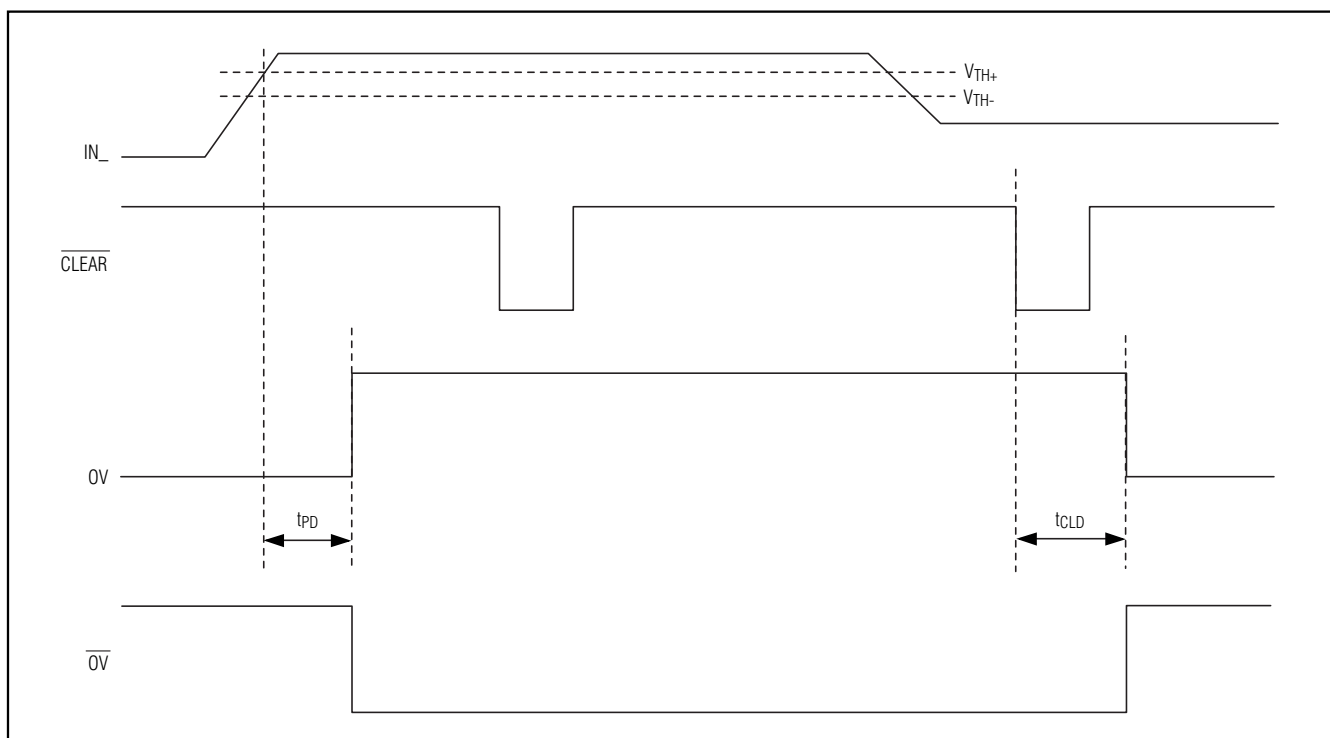 VTH+
VTH-
IN_
CLEAR
OV
tPD
tCLD
OV